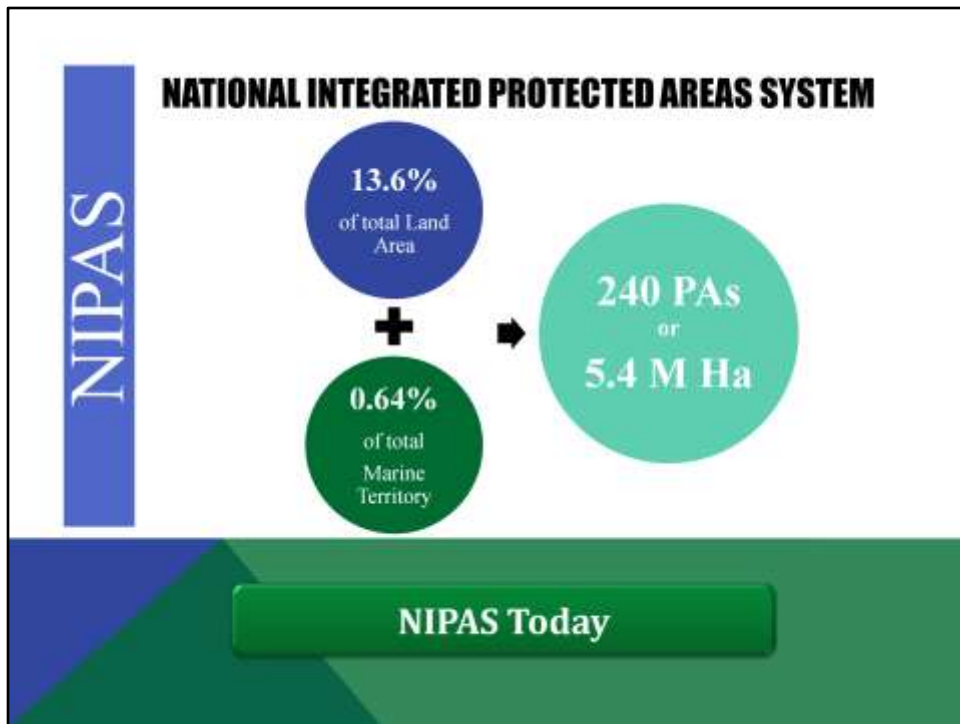 NIPAS
NATIONAL INTEGRATED PROTECTED AREAS SYSTEM
13.6%
of total Land
Area
0.64%
of total
Marine
Territory
240 PAs
or
5.4 M Ha
NIPAS Today